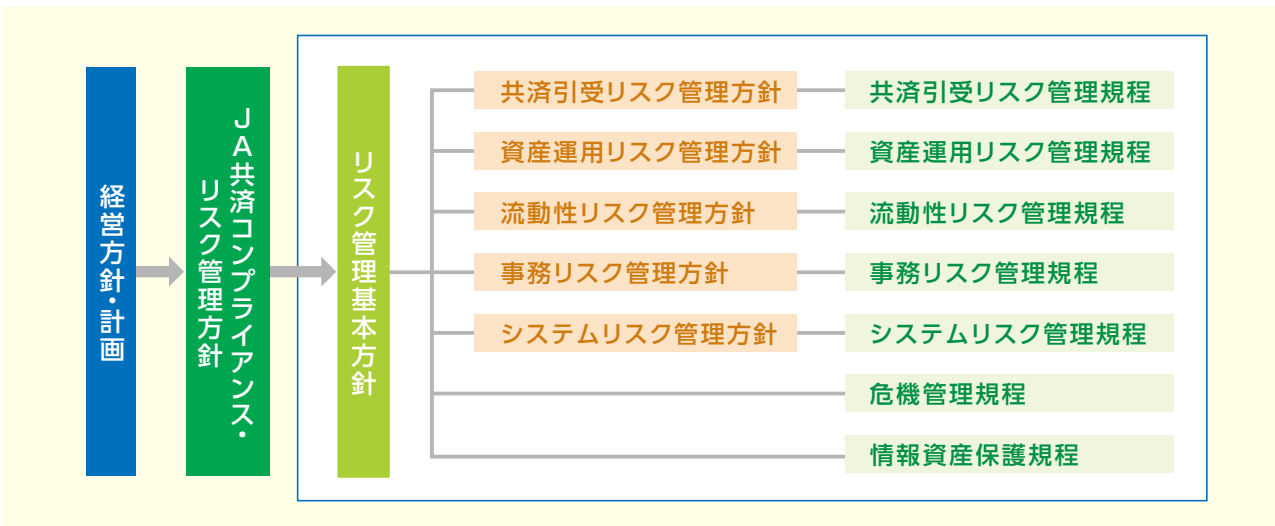 経営方針・計画
JA共済コンプライアンス・
リスク管理方針
リスク管理基本方針
共済引受リスク管理方針
共済引受リスク管理規程
資産運用リスク管理方針
資産運用リスク管理規程
流動性リスク管理方針
流動性リスク管理規程
事務リスク管理方針
事務リスク管理規程
システムリスク管理方針
システムリスク管理規程
危機管理規程
情報資産保護規程